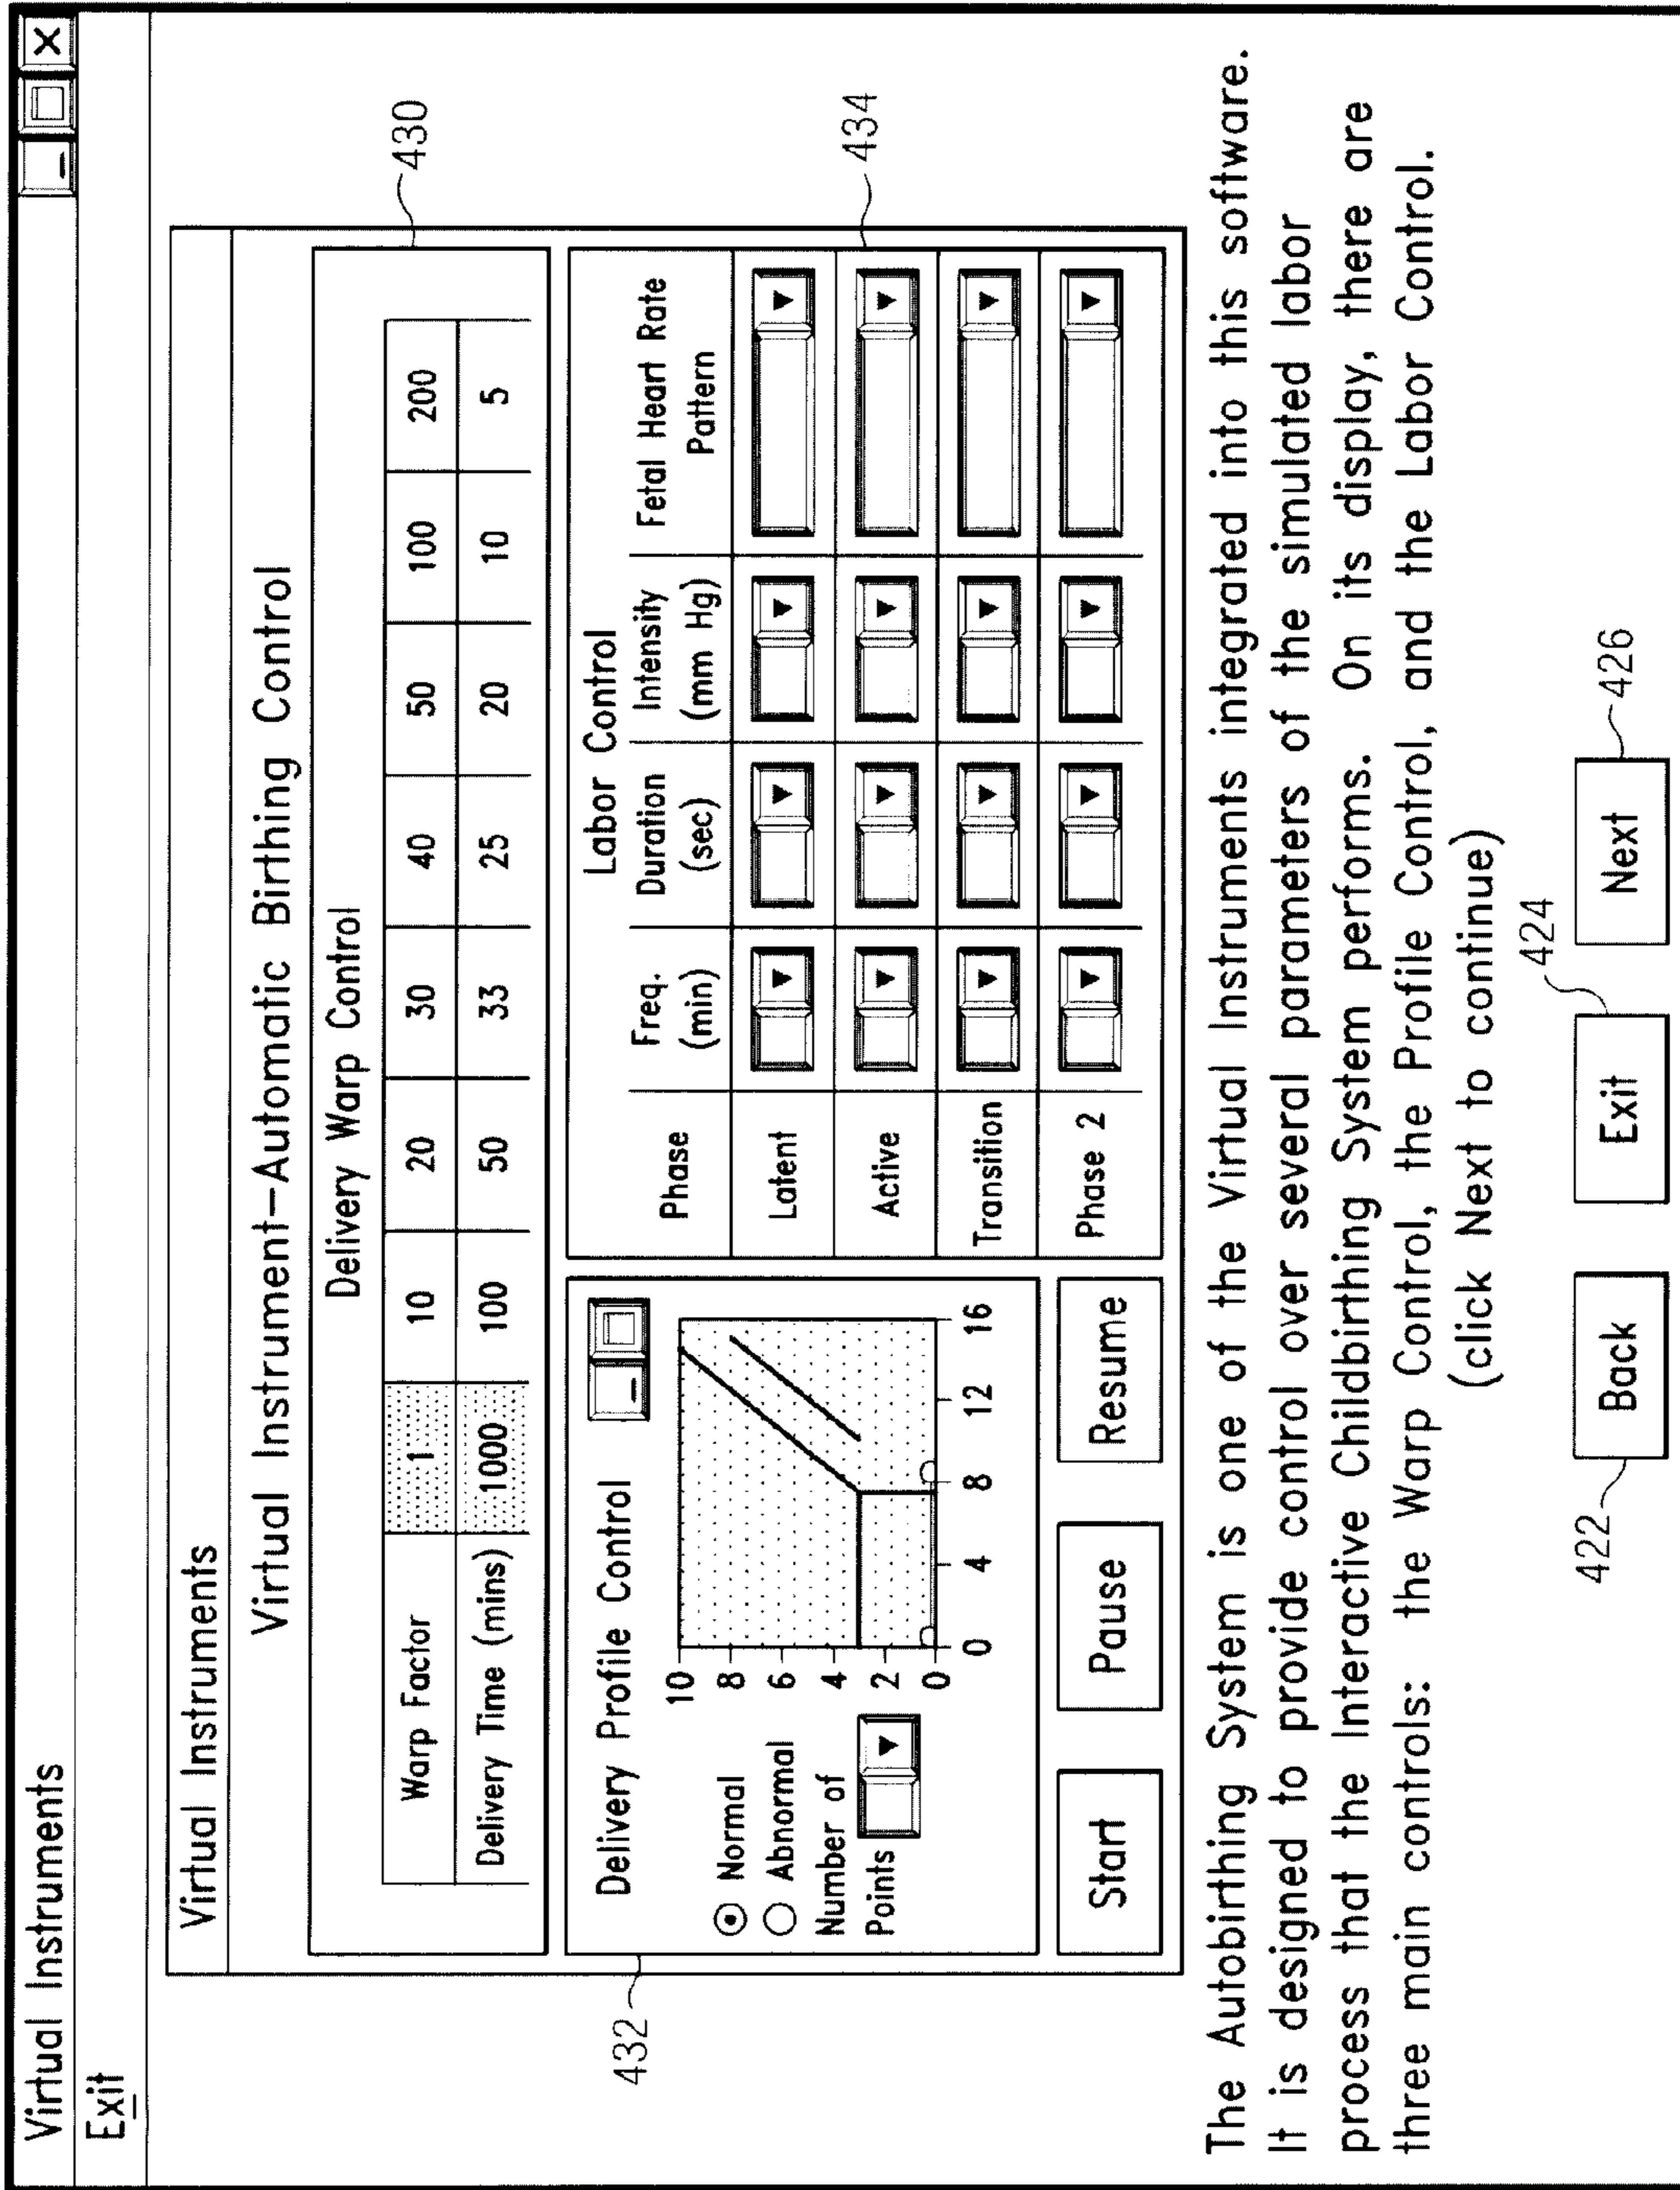 Virtual Instruments
Exit
Virtual Instruments
Virtual Instrument–Automatic Birthing Control
Delivery Warp Control
430
Warp Factor 1 10 20 30 40 50 100 200
Delivery Time (mins) 1000 100 50 33 25 20 10 5
432
Delivery Profile Control
Normal
Abnormal
Number of
Points
10
8
6
4
2
0
0 4 8 12 16
Start Pause Resume
434
Labor Control
Phase Freq. (min) Duration (sec) Intensity (mm Hg) Fetal Heart Rate Pattern
Latent
Active
Transition
Phase 2
The Autobirthing System is one of the Virtual Instruments integrated into this software.
It is designed to provide control over several parameters of the simulated labor
process that the Interactive Childbirthing System performs. On its display, there are
three main controls: the Warp Control, the Profile Control, and the Labor Control.
(click Next to continue)
422 424 426
Back Exit Next